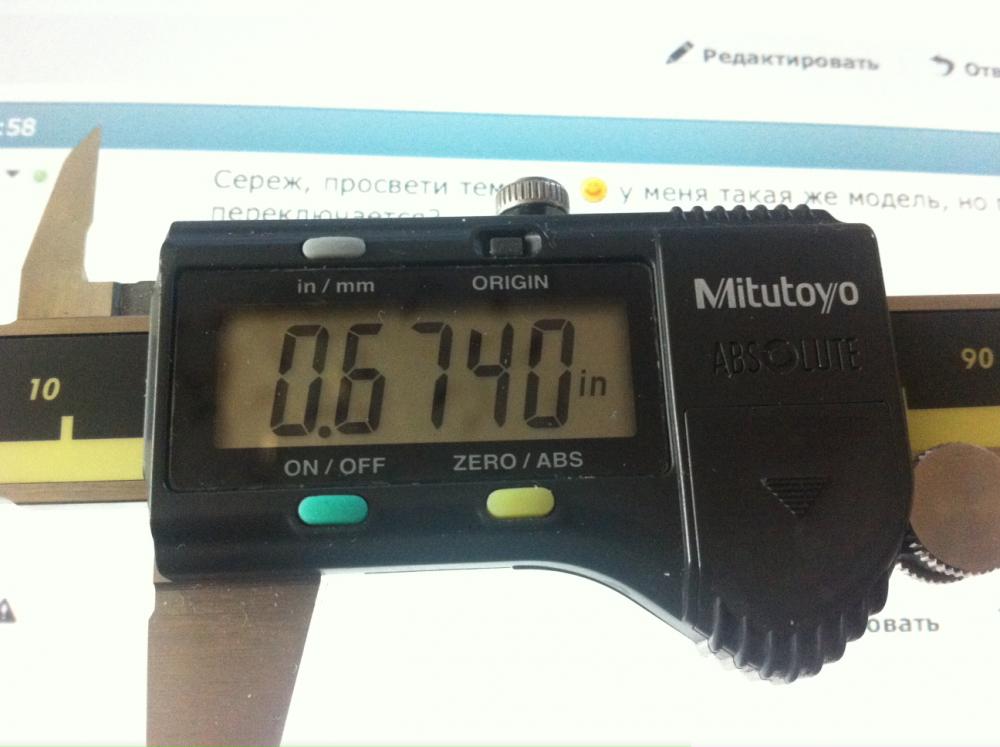 Редактировать
:58
Сереж, просвети тем
у меня такая же модель, но
переключается?
in / mm
ORIGIN
Mitutoyo
ABSOLUTE
0.6740 in
10
90
ON / OFF
ZERO / ABS